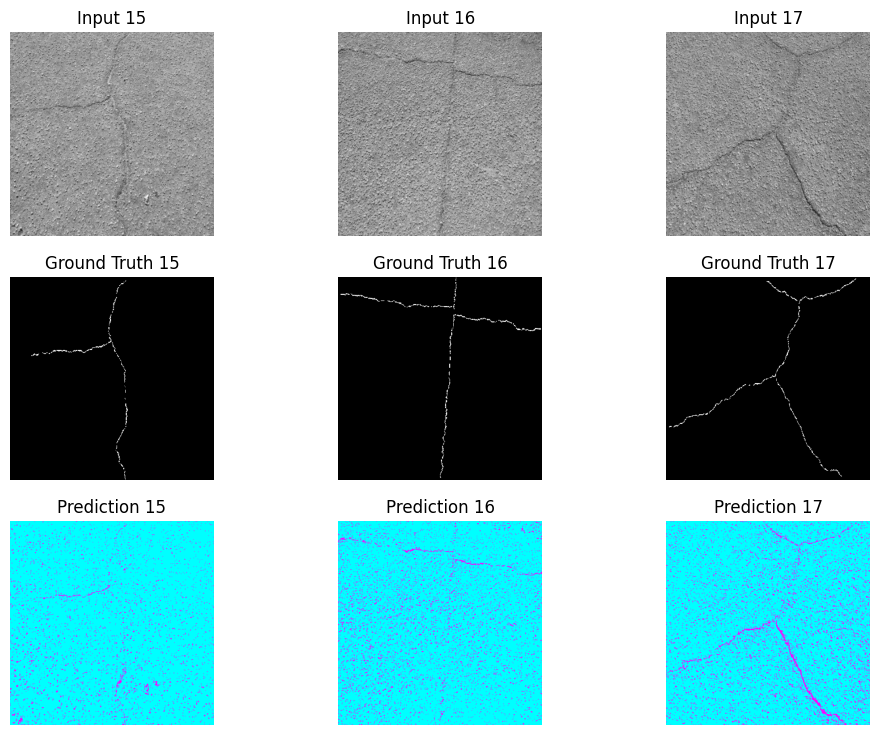 Input 15
Input 16
Input 17
Ground Truth 15
Ground Truth 16
Ground Truth 17
Prediction 15
Prediction 16
Prediction 17